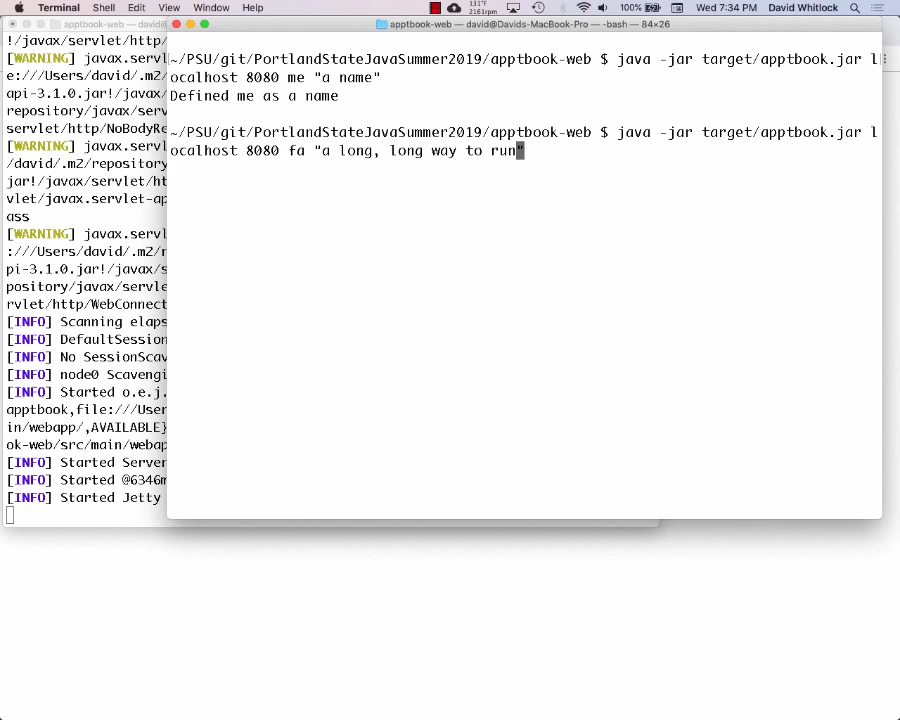 Terminal Shell Edit View Window Help 131°F 2161rpm 100% Wed 7:34 PM David Whitlock
apptbook-web — david@
apptbook-web — david@Davids-MacBook-Pro — -bash — 84×26
!/javax/servlet/http/
[WARNING] javax.servl
e:///Users/david/.m2/
api-3.1.0.jar!/javax/
repository/javax/serv
servlet/http/NoBodyRe
[WARNING] javax.servl
/david/.m2/repository
jar!/javax/servlet/ht
vlet/javax.servlet-ap
ass
[WARNING] javax.servl
:///Users/david/.m2/r
pi-3.1.0.jar!/javax/s
pository/javax/servle
rvlet/http/WebConnect
[INFO] Scanning elaps
[INFO] DefaultSession
[INFO] No SessionScav
[INFO] node0 Scavengi
[INFO] Started o.e.j.
apptbook,file:///User
in/webapp/,AVAILABLE}
ok-web/src/main/webap
[INFO] Started Server
[INFO] Started @6346m
[INFO] Started Jetty
~/PSU/git/PortlandStateJavaSummer2019/apptbook-web $ java -jar target/apptbook.jar l
ocalhost 8080 me "a name"
Defined me as a name
~/PSU/git/PortlandStateJavaSummer2019/apptbook-web $ java -jar target/apptbook.jar l
ocalhost 8080 fa "a long, long way to run"